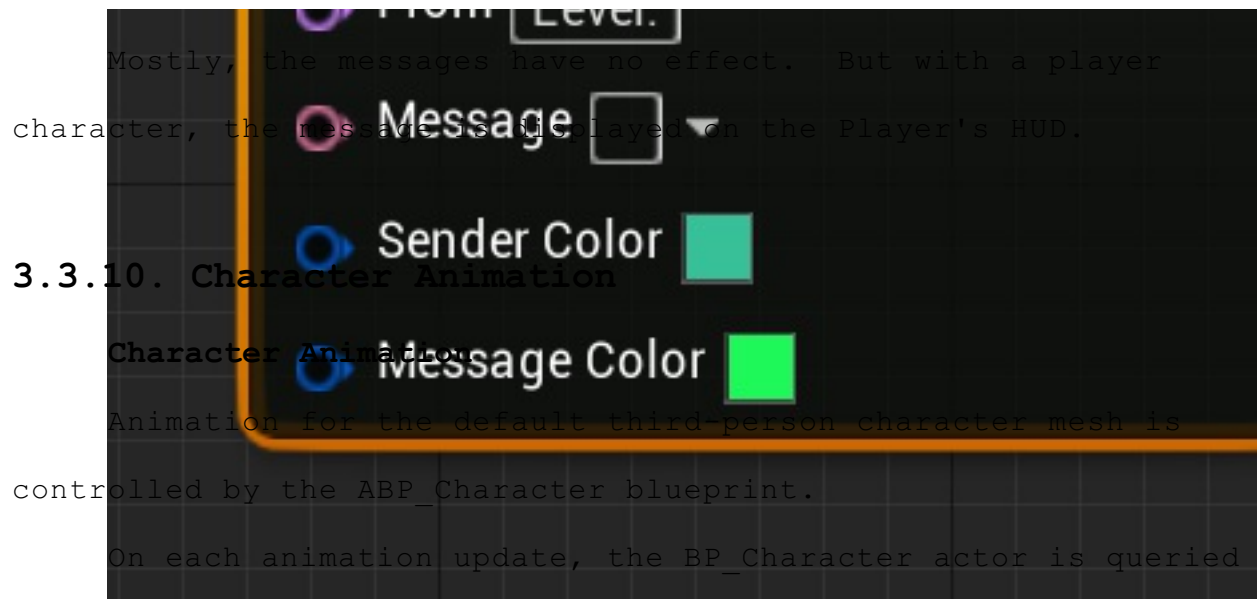 From Level.
Mostly, the messages have no effect.  But with a player
Message
character, the message is displayed on the Player's HUD.
Sender Color
3.3.10. Character Animation
Character Animation
Message Color
Animation for the default third-person character mesh is
controlled by the ABP_Character blueprint.
On each animation update, the BP_Character actor is queried